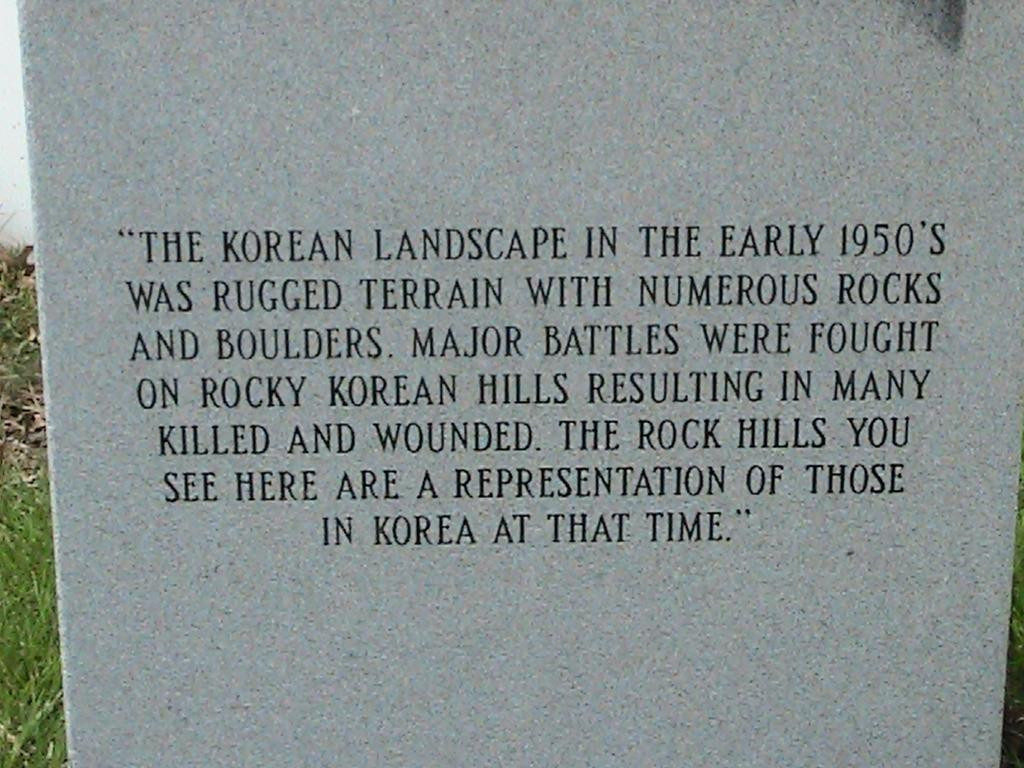 “THE KOREAN LANDSCAPE IN THE EARLY 1950'S
WAS RUGGED TERRAIN WITH NUMEROUS ROCKS
AND BOULDERS. MAJOR BATTLES WERE FOUGHT
ON ROCKY KOREAN HILLS RESULTING IN MANY
KILLED AND WOUNDED. THE ROCK HILLS YOU
SEE HERE ARE A REPRESENTATION OF THOSE
IN KOREA AT THAT TIME.”